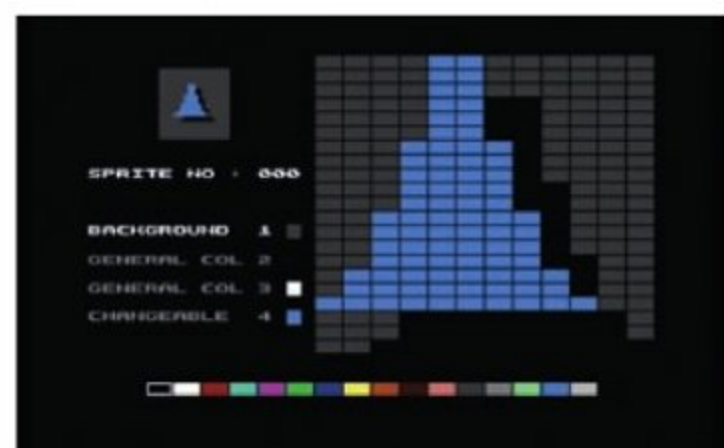 SPRITE NO · 000
BACKGROUND 1
GENERAL COL 2
GENERAL COL 3
CHANGEABLE 4